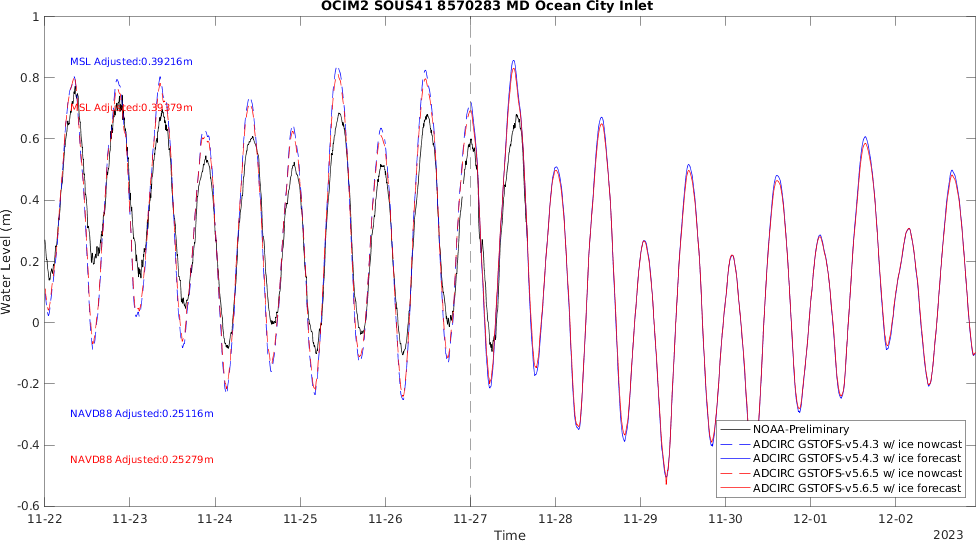 OCIM2 SOUS41 8570283 MD Ocean City Inlet
1
0.8
0.6
0.4
0.2
0
-0.2
-0.4
-0.6
Water Level (m)
MSL Adjusted:0.39216m
MSL Adjusted:0.39379m
NAVD88 Adjusted:0.25116m
NAVD88 Adjusted:0.25279m
NOAA-Preliminary
ADCIRC GSTOFS-v5.4.3 w/ ice nowcast
ADCIRC GSTOFS-v5.4.3 w/ ice forecast
ADCIRC GSTOFS-v5.6.5 w/ ice nowcast
ADCIRC GSTOFS-v5.6.5 w/ ice forecast
11-22 11-23 11-24 11-25 11-26 11-27 11-28 11-29 11-30 12-01 12-02
Time
2023